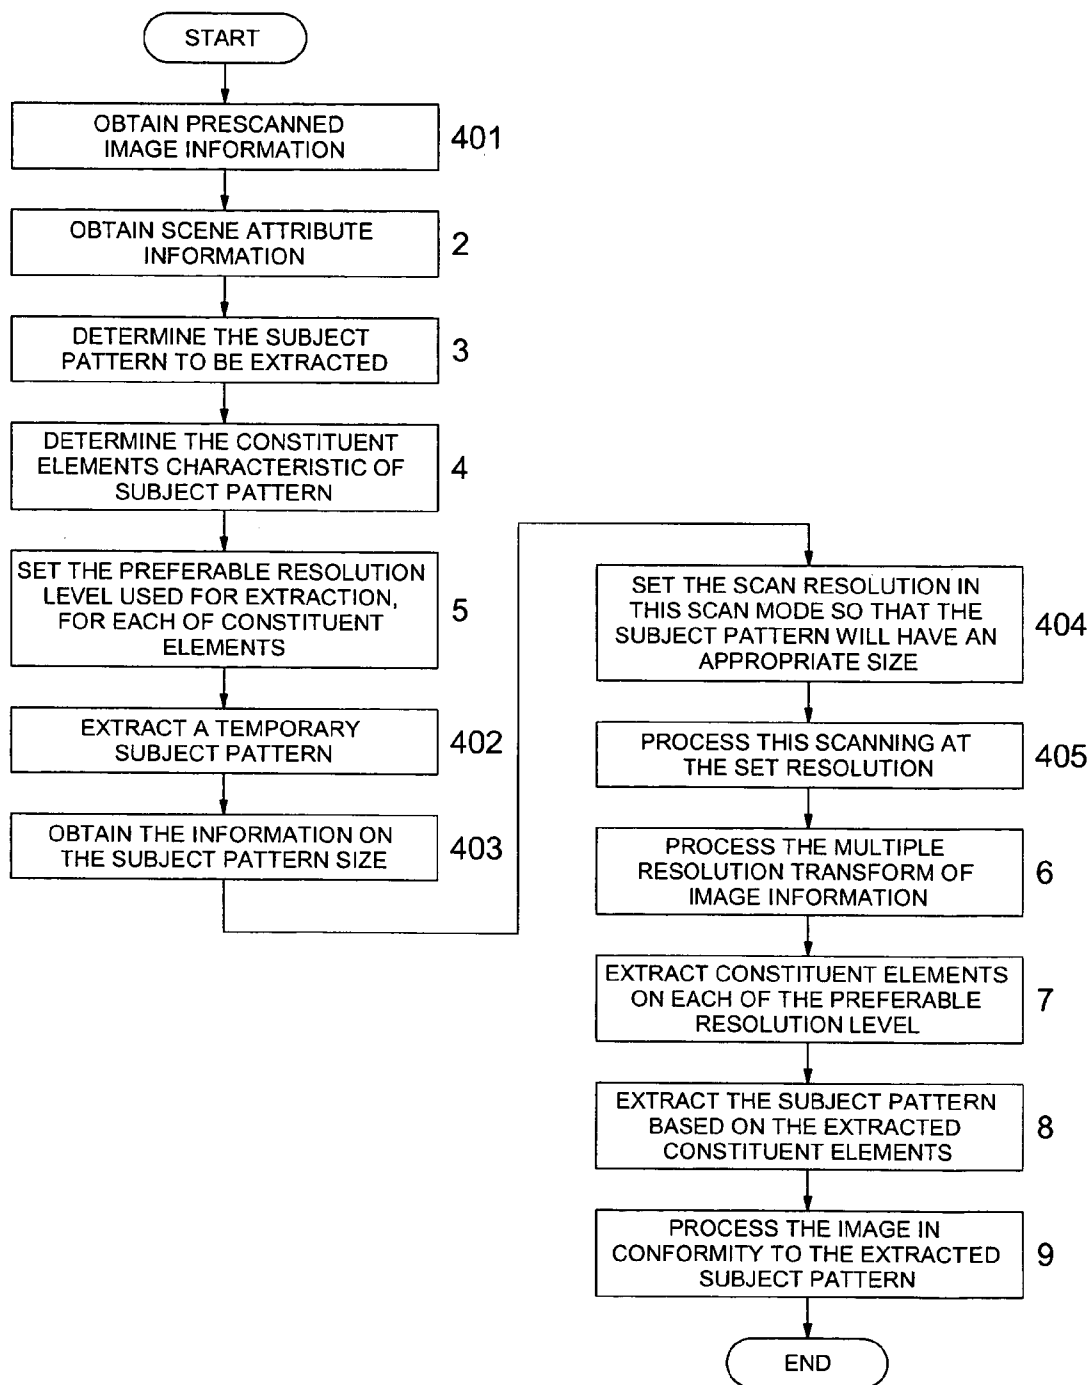 START
OBTAIN PRESCANNED
IMAGE INFORMATION
401
OBTAIN SCENE ATTRIBUTE
INFORMATION
2
DETERMINE THE SUBJECT
PATTERN TO BE EXTRACTED
3
DETERMINE THE CONSTITUENT
ELEMENTS CHARACTERISTIC OF
SUBJECT PATTERN
4
SET THE PREFERABLE RESOLUTION
LEVEL USED FOR EXTRACTION,
FOR EACH OF CONSTITUENT
ELEMENTS
5
EXTRACT A TEMPORARY
SUBJECT PATTERN
402
OBTAIN THE INFORMATION ON
THE SUBJECT PATTERN SIZE
403
SET THE SCAN RESOLUTION IN
THIS SCAN MODE SO THAT THE
SUBJECT PATTERN WILL HAVE AN
APPROPRIATE SIZE
404
PROCESS THIS SCANNING AT
THE SET RESOLUTION
405
PROCESS THE MULTIPLE
RESOLUTION TRANSFORM OF
IMAGE INFORMATION
6
EXTRACT CONSTITUENT ELEMENTS
ON EACH OF THE PREFERABLE
RESOLUTION LEVEL
7
EXTRACT THE SUBJECT PATTERN
BASED ON THE EXTRACTED
CONSTITUENT ELEMENTS
8
PROCESS THE IMAGE IN
CONFORMITY TO THE EXTRACTED
SUBJECT PATTERN
9
END